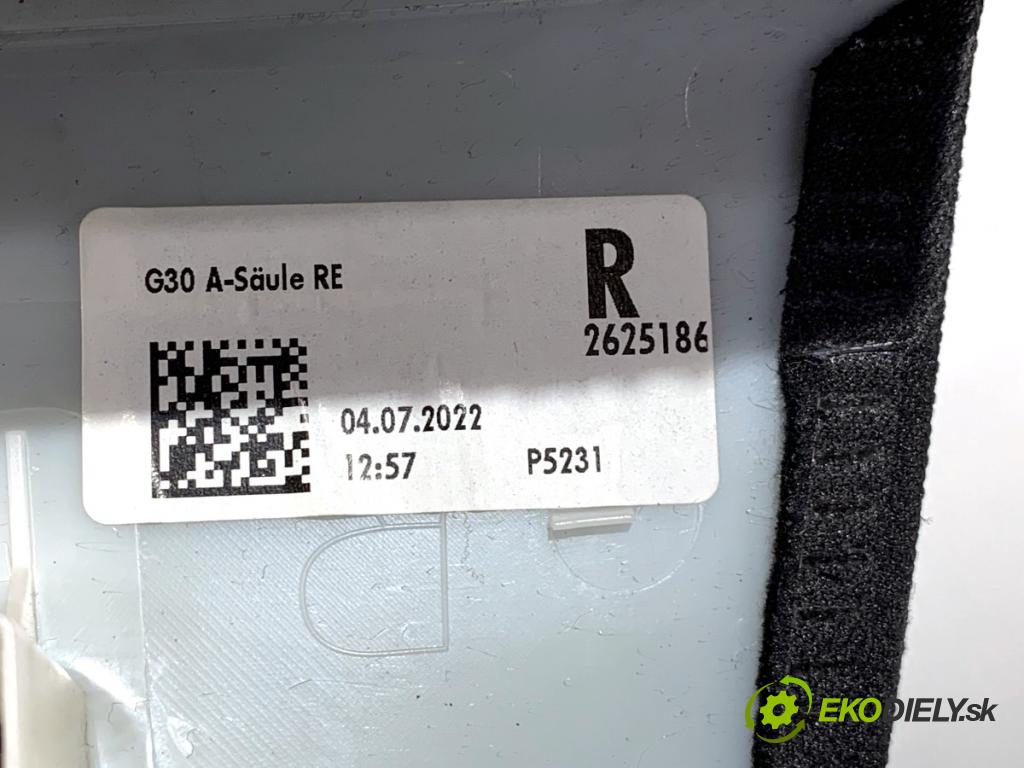 G30 A-Säule RE
R
2625186
04.07.2022
12:57
P5231
EKODIELY.sk